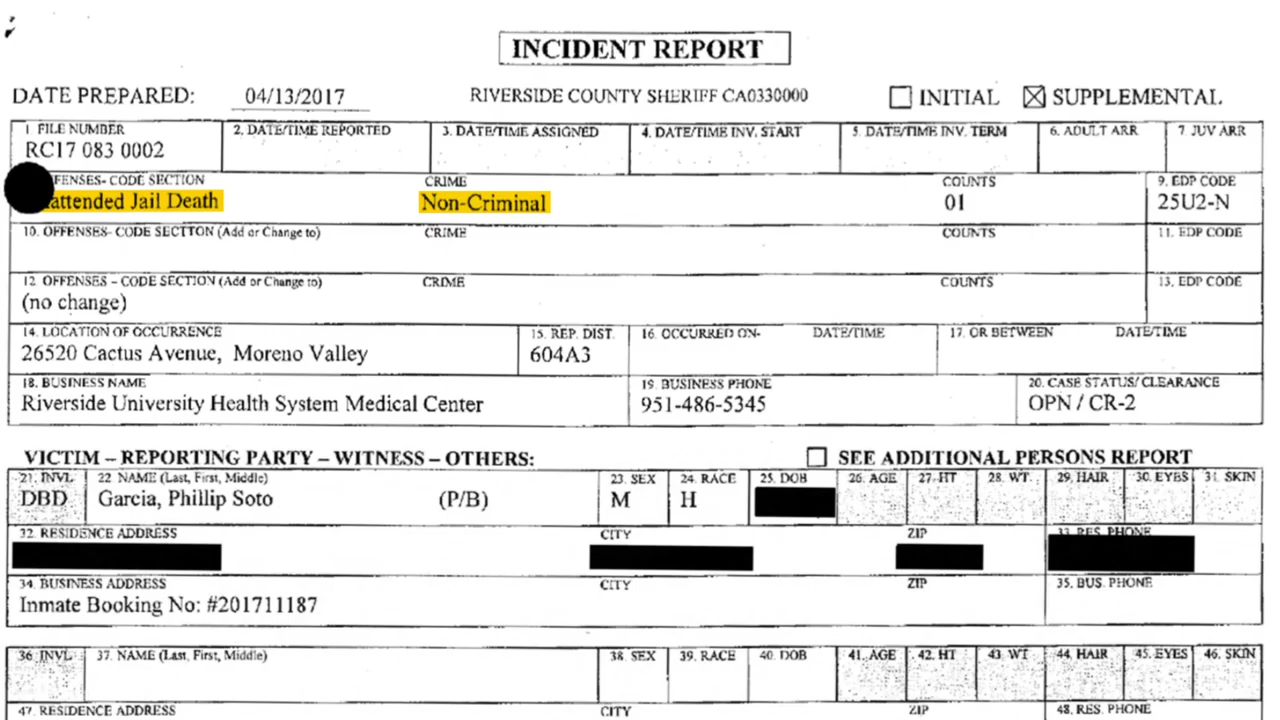 INCIDENT REPORT
DATE PREPARED: 04/13/2017 RIVERSIDE COUNTY SHERIFF CA0330000 INITIAL SUPPLEMENTAL
1 FILE NUMBER 2. DATE/TIME REPORTED 3. DATE/TIME ASSIGNED 4. DATE/TIME INV. START 5. DATE/TIME INV. TERM 6. ADULT ARR 7. JUV ARR
RC17 083 0002
FENSES- CODE SECTION CRIME COUNTS 9. EDP CODE
attended Jail Death Non-Criminal 01 25U2-N
10. OFFENSES- CODE SECTTON (Add or Change to) CRIME COUNTS 11. EDP CODE
12. OFFENSES – CODE SECTION (Add or Change to) CRIME COUNTS 13. EDP CODE
(no change)
14. LOCATION OF OCCURRENCE 15. REP. DIST. 16. OCCURRED ON- DATE/TIME 17. OR BETWEEN DATE/TIME
26520 Cactus Avenue, Moreno Valley 604A3
18. BUSINESS NAME 19. BUSINESS PHONE 20. CASE STATUS/ CLEARANCE
Riverside University Health System Medical Center 951-486-5345 OPN / CR-2
VICTIM – REPORTING PARTY – WITNESS – OTHERS: SEE ADDITIONAL PERSONS REPORT
21. INVL 22 NAME (Last, First, Middle) 23. SEX 24. RACE 25. DOB 26. AGE 27. HT 28. WT. 29. HAIR 30. EYES 31. SKIN
DBD Garcia, Phillip Soto (P/B) M H
32. RESIDENCE ADDRESS CITY ZIP 33. RES. PHONE
34. BUSINESS ADDRESS CITY ZIP 35. BUS. PHONE
Inmate Booking No: #201711187
36. INVL 37. NAME (Last, First, Middle) 38. SEX 39. RACE 40. DOB 41. AGE 42. HT 43. WT 44. HAIR 45. EYES 46. SKIN
47. RESIDENCE ADDRESS CITY ZIP 48. RES. PHONE